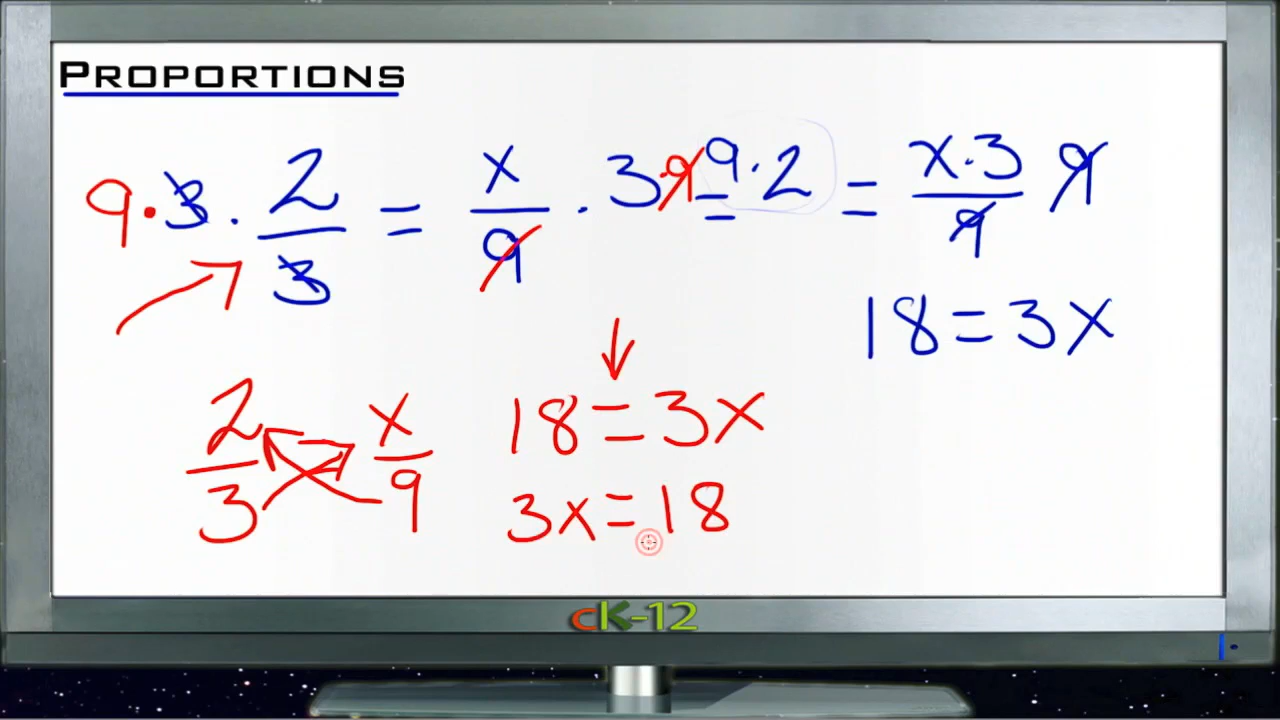 PROPORTIONS
9 · 3 · 2/3 = x/9 · 3 · 9 = 9 · 2 = x · 3/9 9
18 = 3x
2/3 x/9 18 = 3x
3x = 18
cK-12